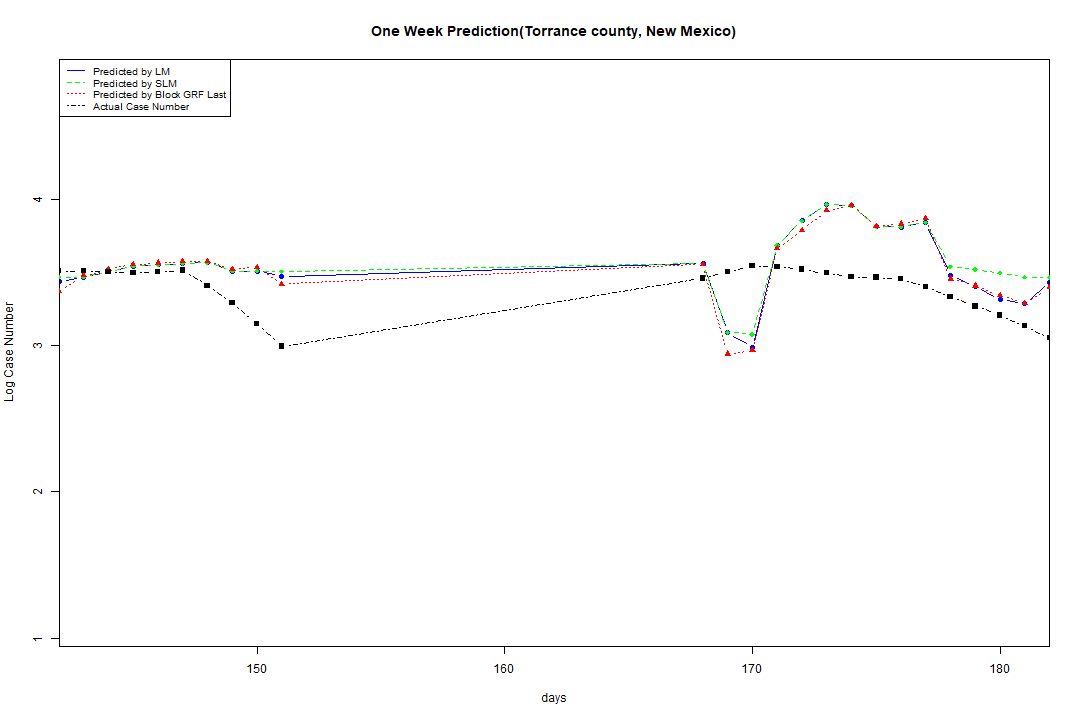 One Week Prediction(Torrance county, New Mexico)
Predicted by LM
Predicted by SLM
Predicted by Block GRF Last
Actual Case Number
Log Case Number
4
3
2
1
150 160 170 180
days